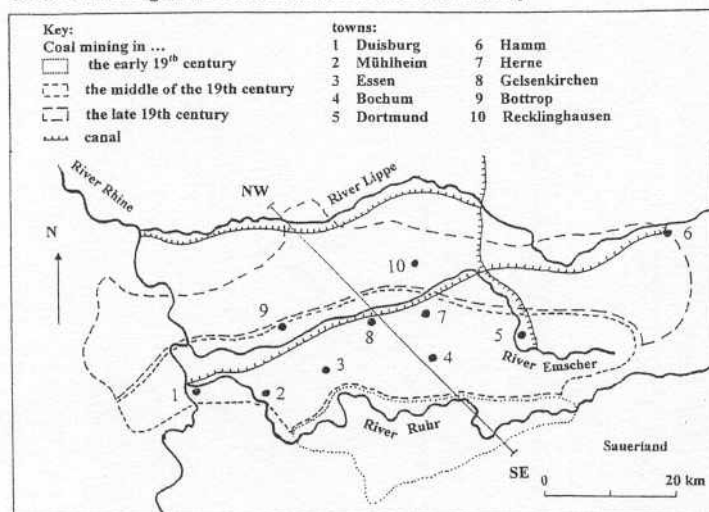 Key:
Coal mining in ...
the early 19th century
the middle of the 19th century
the late 19th century
canal
towns:
1 Duisburg
2 Mühlheim
3 Essen
4 Bochum
5 Dortmund
6 Hamm
7 Herne
8 Gelsenkirchen
9 Bottrop
10 Recklinghausen
River Rhine
NW
River Lippe
N
6
10
9
7
8
5
River Emscher
4
3
1
2
River Ruhr
Sauerland
SE
0 20 km